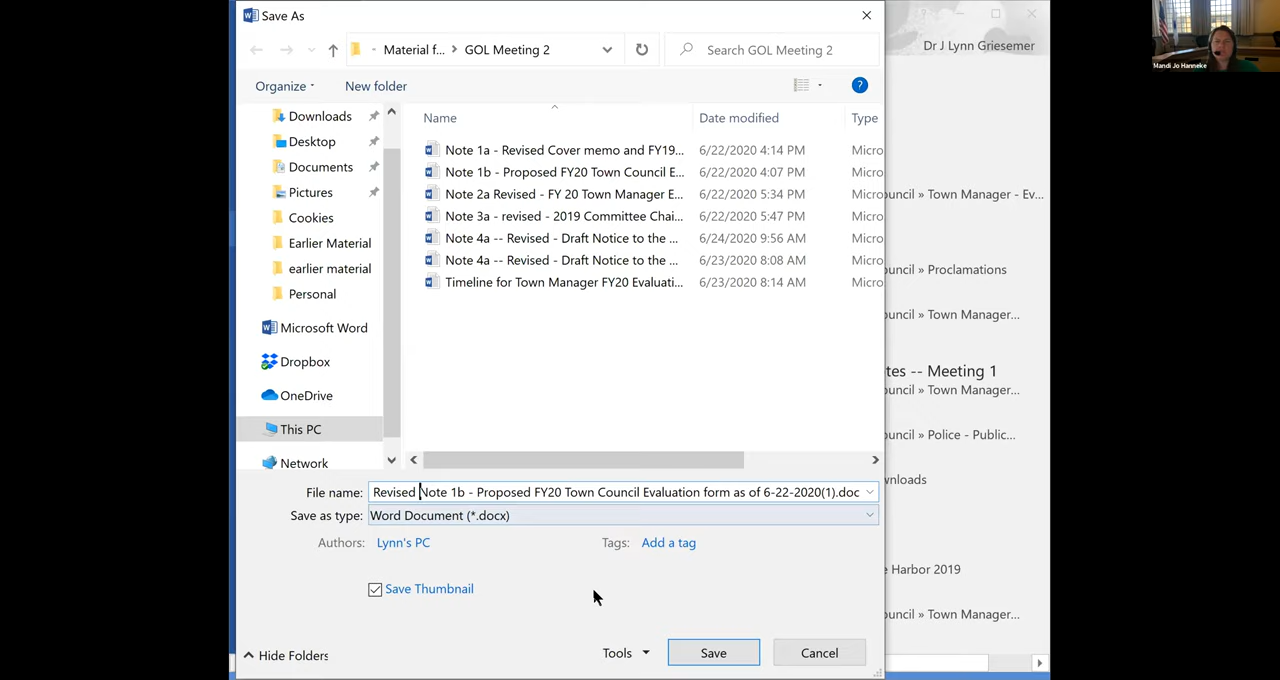 Save As
Material f... > GOL Meeting 2
Search GOL Meeting 2
Dr J Lynn Griesemer
Mandi Jo Hanneke
Organize
New folder
?
Downloads
Desktop
Documents
Pictures
Cookies
Earlier Material
earlier material
Personal
Microsoft Word
Dropbox
OneDrive
This PC
Network
Name Date modified Type
Note 1a - Revised Cover memo and FY19... 6/22/2020 4:14 PM Micro
Note 1b - Proposed FY20 Town Council E... 6/22/2020 4:07 PM Micro
Note 2a Revised - FY 20 Town Manager E... 6/22/2020 5:34 PM Micro
Note 3a - revised - 2019 Committee Chai... 6/22/2020 5:47 PM Micro
Note 4a -- Revised - Draft Notice to the ... 6/24/2020 9:56 AM Micro
Note 4a -- Revised - Draft Notice to the ... 6/23/2020 8:08 AM Micro
Timeline for Town Manager FY20 Evaluati... 6/23/2020 8:14 AM Micro
uncil » Town Manager - Ev...
uncil » Proclamations
uncil » Town Manager...
tes -- Meeting 1
uncil » Town Manager...
uncil » Police - Public...
wnloads
e Harbor 2019
uncil » Town Manager...
File name: Revised Note 1b - Proposed FY20 Town Council Evaluation form as of 6-22-2020(1).doc
Save as type: Word Document (*.docx)
Authors: Lynn's PC
Tags: Add a tag
Save Thumbnail
Hide Folders
Tools
Save
Cancel